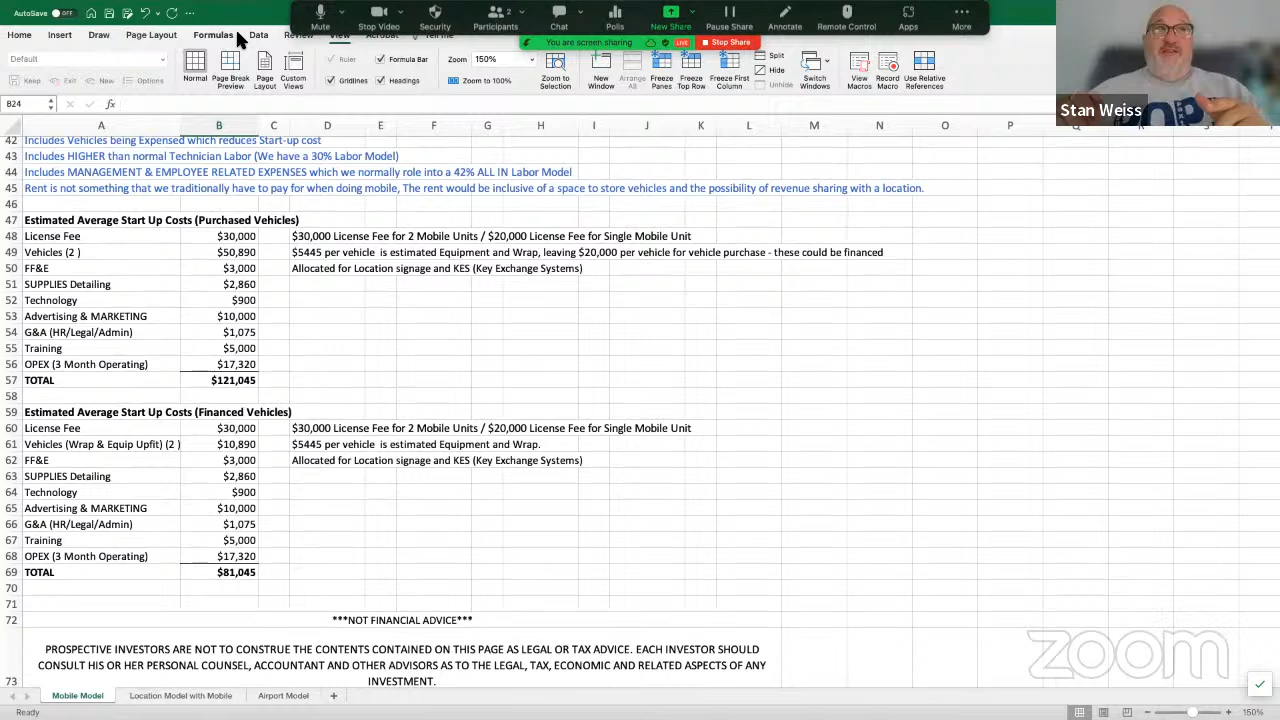 AutoSave OFF
Mute Stop Video Security Participants 2 Chat Polls New Share Pause Share Annotate Remote Control Apps More
You are screen sharing LIVE Stop Share
Home Insert Draw Page Layout Formulas Data Review View
Default
Keep Exit New Options
Normal Page Break Preview Page Layout Custom Views
Ruler Formula Bar
Gridlines Headings
Zoom 150%
Zoom to 100%
Zoom to Selection
New Window Arrange All Freeze Panes Freeze Top Row Freeze First Column
Split
Hide
Unhide
Switch Windows View Macros Record Macro Use Relative References
Stan Weiss
B24 fx
A B C D E F G H I J K L M N O P Q R S
42 Includes Vehicles being Expensed which reduces Start-up cost
43 Includes HIGHER than normal Technician Labor (We have a 30% Labor Model)
44 Includes MANAGEMENT & EMPLOYEE RELATED EXPENSES which we normally role into a 42% ALL IN Labor Model
45 Rent is not something that we traditionally have to pay for when doing mobile, The rent would be inclusive of a space to store vehicles and the possibility of revenue sharing with a location.
46
47 Estimated Average Start Up Costs (Purchased Vehicles)
48 License Fee $30,000 $30,000 License Fee for 2 Mobile Units / $20,000 License Fee for Single Mobile Unit
49 Vehicles (2 ) $50,890 $5445 per vehicle is estimated Equipment and Wrap, leaving $20,000 per vehicle for vehicle purchase - these could be financed
50 FF&E $3,000 Allocated for Location signage and KES (Key Exchange Systems)
51 SUPPLIES Detailing $2,860
52 Technology $900
53 Advertising & MARKETING $10,000
54 G&A (HR/Legal/Admin) $1,075
55 Training $5,000
56 OPEX (3 Month Operating) $17,320
57 TOTAL $121,045
58
59 Estimated Average Start Up Costs (Financed Vehicles)
60 License Fee $30,000 $30,000 License Fee for 2 Mobile Units / $20,000 License Fee for Single Mobile Unit
61 Vehicles (Wrap & Equip Upfit) (2 ) $10,890 $5445 per vehicle is estimated Equipment and Wrap.
62 FF&E $3,000 Allocated for Location signage and KES (Key Exchange Systems)
63 SUPPLIES Detailing $2,860
64 Technology $900
65 Advertising & MARKETING $10,000
66 G&A (HR/Legal/Admin) $1,075
67 Training $5,000
68 OPEX (3 Month Operating) $17,320
69 TOTAL $81,045
70
71
72 ***NOT FINANCIAL ADVICE***
PROSPECTIVE INVESTORS ARE NOT TO CONSTRUE THE CONTENTS CONTAINED ON THIS PAGE AS LEGAL OR TAX ADVICE. EACH INVESTOR SHOULD
CONSULT HIS OR HER PERSONAL COUNSEL, ACCOUNTANT AND OTHER ADVISORS AS TO THE LEGAL, TAX, ECONOMIC AND RELATED ASPECTS OF ANY
73 INVESTMENT.
zoom
Mobile Model Location Model with Mobile Airport Model +
Ready 150%